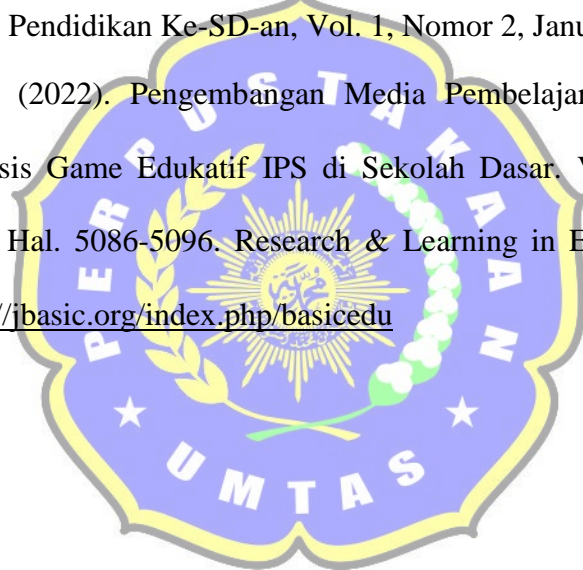 Pendidikan Ke-SD-an, Vol. 1, Nomor 2, Janu
(2022). Pengembangan Media Pembelajar
sis Game Edukatif IPS di Sekolah Dasar. V
Hal. 5086-5096. Research & Learning in E
//jbasic.org/index.php/basicedu
PERPUSTAKAAN
UMTAS